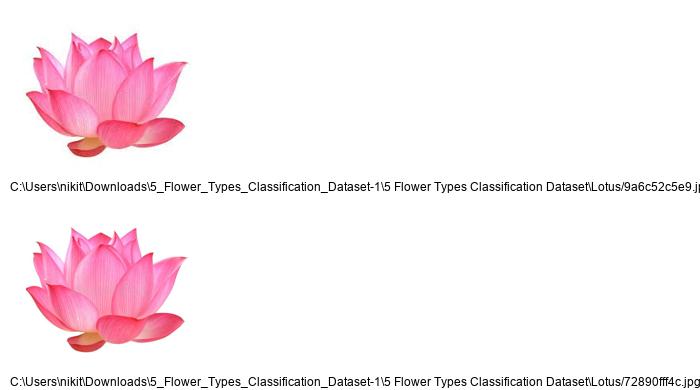 C:\Users\nikit\Downloads\5_Flower_Types_Classification_Dataset-1\5 Flower Types Classification Dataset\Lotus/9a6c52c5e9.jp
C:\Users\nikit\Downloads\5_Flower_Types_Classification_Dataset-1\5 Flower Types Classification Dataset\Lotus/72890fff4c.jpg